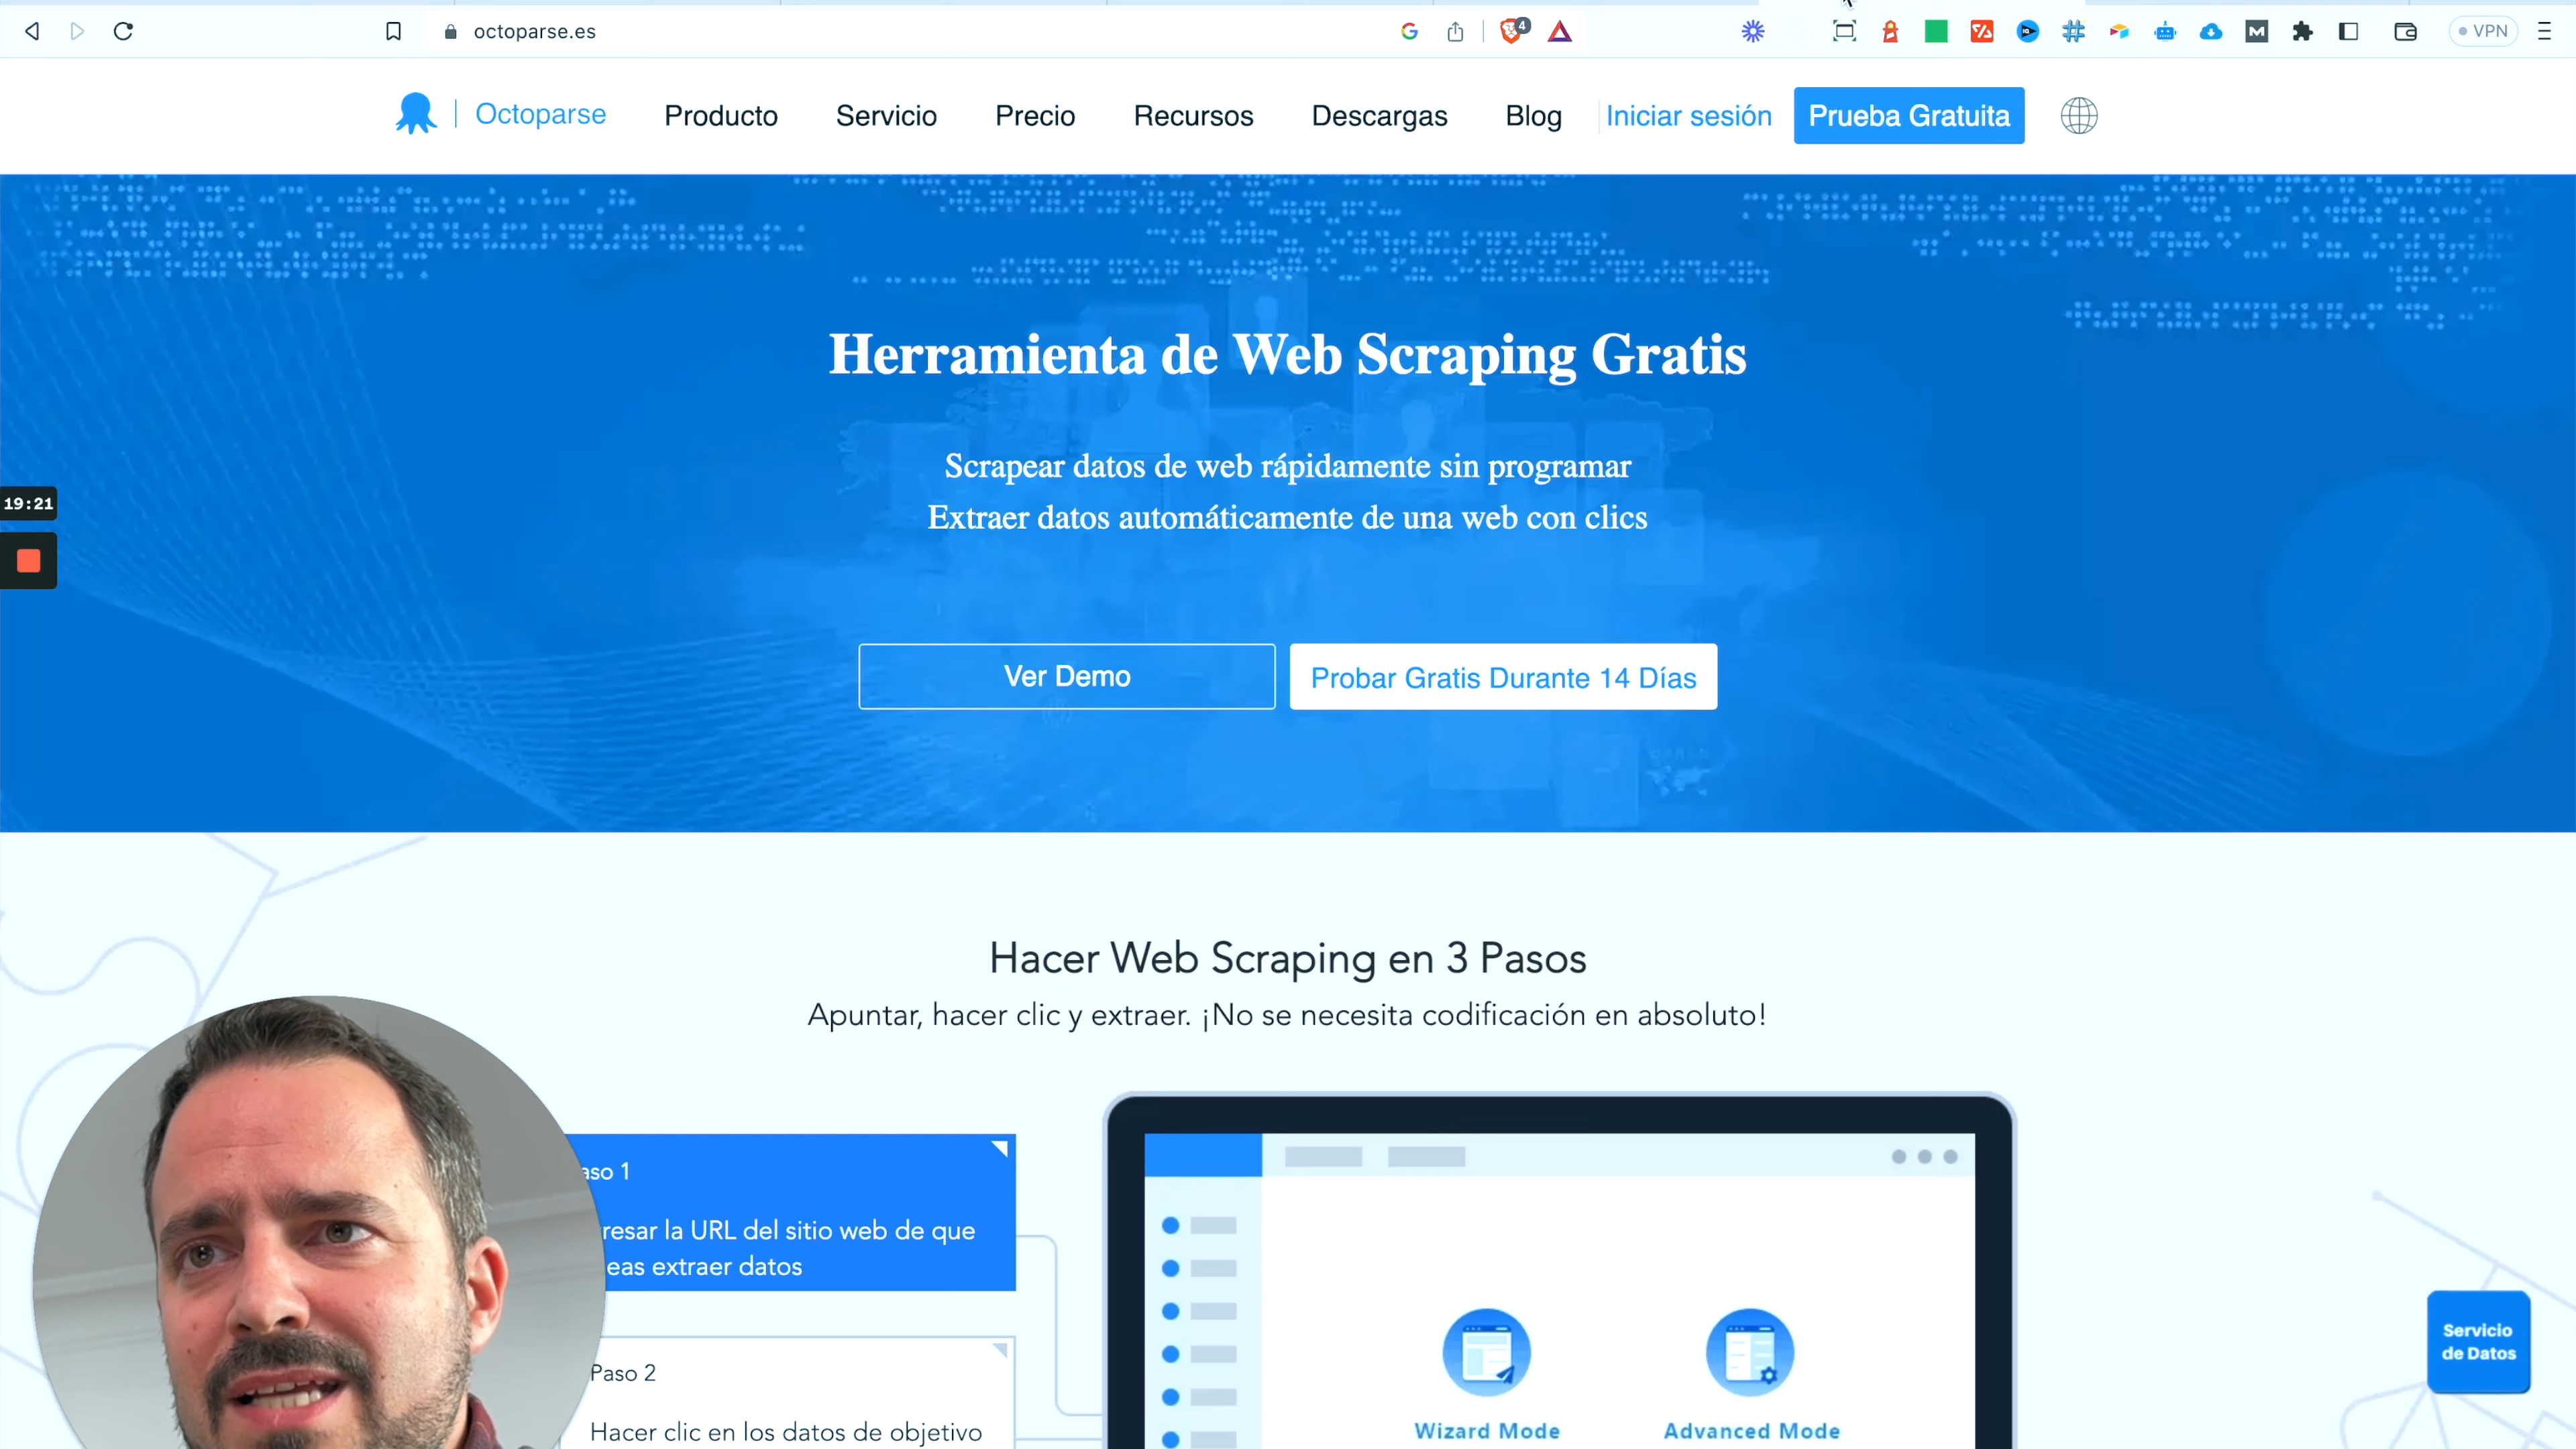 octoparse.es
4
VPN
Octoparse
Producto
Servicio
Precio
Recursos
Descargas
Blog
Iniciar sesión
Prueba Gratuita
Herramienta de Web Scraping Gratis
Scrapear datos de web rápidamente sin programar
Extraer datos automáticamente de una web con clics
19:21
Ver Demo
Probar Gratis Durante 14 Días
Hacer Web Scraping en 3 Pasos
Apuntar, hacer clic y extraer. ¡No se necesita codificación en absoluto!
aso 1
resar la URL del sitio web de que
eas extraer datos
Paso 2
Hacer clic en los datos de objetivo
Wizard Mode
Advanced Mode
Servicio
de Datos